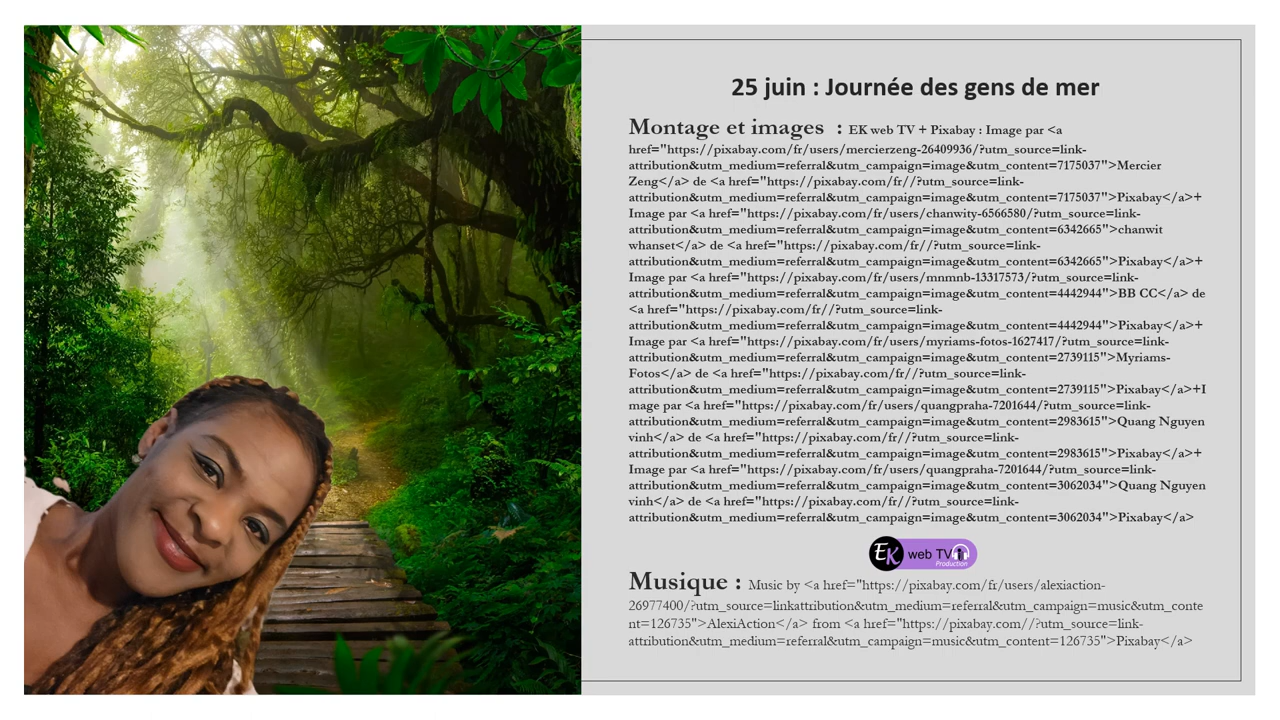 25 juin : Journée des gens de mer
Montage et images : EK web TV + Pixabay : Image par <a
href="https://pixabay.com/fr/users/mercierzeng-26409936/?utm_source=link-
attribution&utm_medium=referral&utm_campaign=image&utm_content=7175037">Mercier
Zeng</a> de <a href="https://pixabay.com/fr//?utm_source=link-
attribution&utm_medium=referral&utm_campaign=image&utm_content=7175037">Pixabay</a>+
Image par <a href="https://pixabay.com/fr/users/chanwity-6566580/?utm_source=link-
attribution&utm_medium=referral&utm_campaign=image&utm_content=6342665">chanwit
whanset</a> de <a href="https://pixabay.com/fr//?utm_source=link-
attribution&utm_medium=referral&utm_campaign=image&utm_content=6342665">Pixabay</a>+
Image par <a href="https://pixabay.com/fr/users/mnmnb-13317573/?utm_source=link-
attribution&utm_medium=referral&utm_campaign=image&utm_content=4442944">BB CC</a> de
<a href="https://pixabay.com/fr//?utm_source=link-
attribution&utm_medium=referral&utm_campaign=image&utm_content=4442944">Pixabay</a>+
Image par <a href="https://pixabay.com/fr/users/myriams-fotos-1627417/?utm_source=link-
attribution&utm_medium=referral&utm_campaign=image&utm_content=2739115">Myriams-
Fotos</a> de <a href="https://pixabay.com/fr//?utm_source=link-
attribution&utm_medium=referral&utm_campaign=image&utm_content=2739115">Pixabay</a>+I
mage par <a href="https://pixabay.com/fr/users/quangpraha-7201644/?utm_source=link-
attribution&utm_medium=referral&utm_campaign=image&utm_content=2983615">Quang Nguyen
vinh</a> de <a href="https://pixabay.com/fr//?utm_source=link-
attribution&utm_medium=referral&utm_campaign=image&utm_content=2983615">Pixabay</a>+
Image par <a href="https://pixabay.com/fr/users/quangpraha-7201644/?utm_source=link-
attribution&utm_medium=referral&utm_campaign=image&utm_content=3062034">Quang Nguyen
vinh</a> de <a href="https://pixabay.com/fr//?utm_source=link-
attribution&utm_medium=referral&utm_campaign=image&utm_content=3062034">Pixabay</a>
EK web TV
Production
Musique : Music by <a href="https://pixabay.com/fr/users/alexiaction-
26977400/?utm_source=linkattribution&utm_medium=referral&utm_campaign=music&utm_conte
nt=126735">AlexiAction</a> from <a href="https://pixabay.com//?utm_source=link-
attribution&utm_medium=referral&utm_campaign=music&utm_content=126735">Pixabay</a>